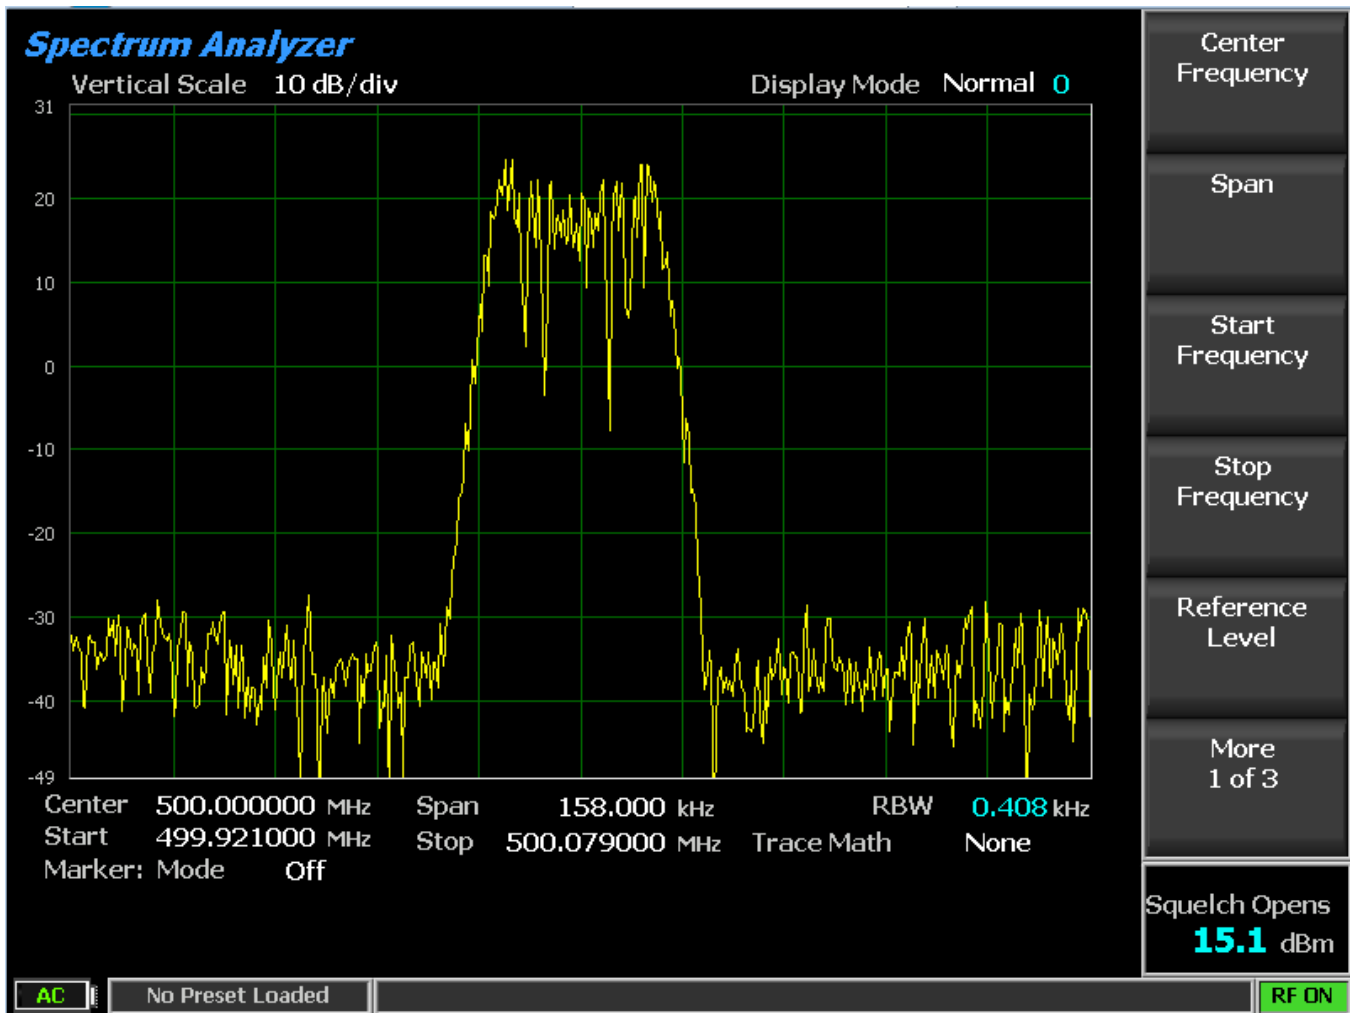 Spectrum Analyzer
Vertical Scale 10 dB/div Display Mode Normal 0
31
20
10
0
-10
-20
-30
-40
-49
Center 500.000000 MHz Span 158.000 kHz RBW 0.408 kHz
Start 499.921000 MHz Stop 500.079000 MHz Trace Math None
Marker: Mode Off
Center
Frequency
Span
Start
Frequency
Stop
Frequency
Reference
Level
More
1 of 3
Squelch Opens
15.1 dBm
AC No Preset Loaded RF ON